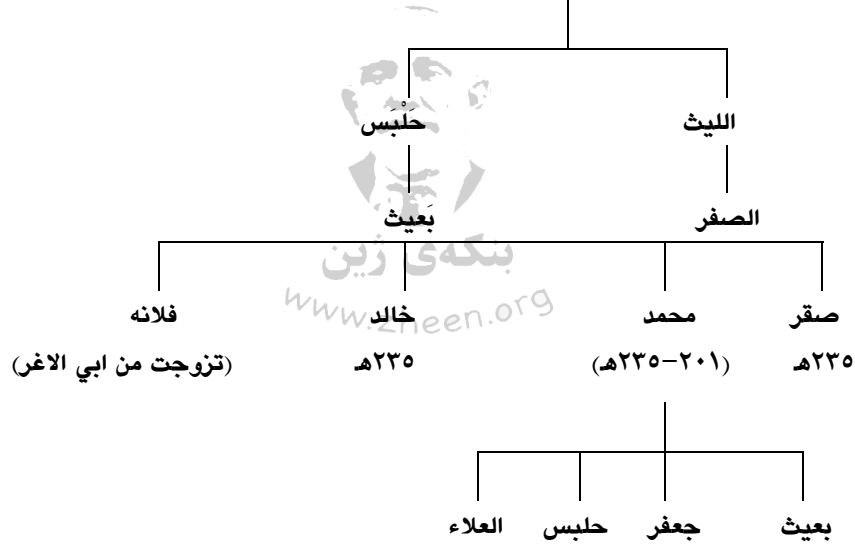 الليث حَلْبَس
الصفر بَعيث
بنكەى ژین
www.zheen.org
صقر محمد خالد فلانه
٢٣٥هـ (٢٠١-٢٣٥هـ) ٢٣٥هـ (تزوجت من ابي الاغر)
بعيث جعفر حلبس العلاء